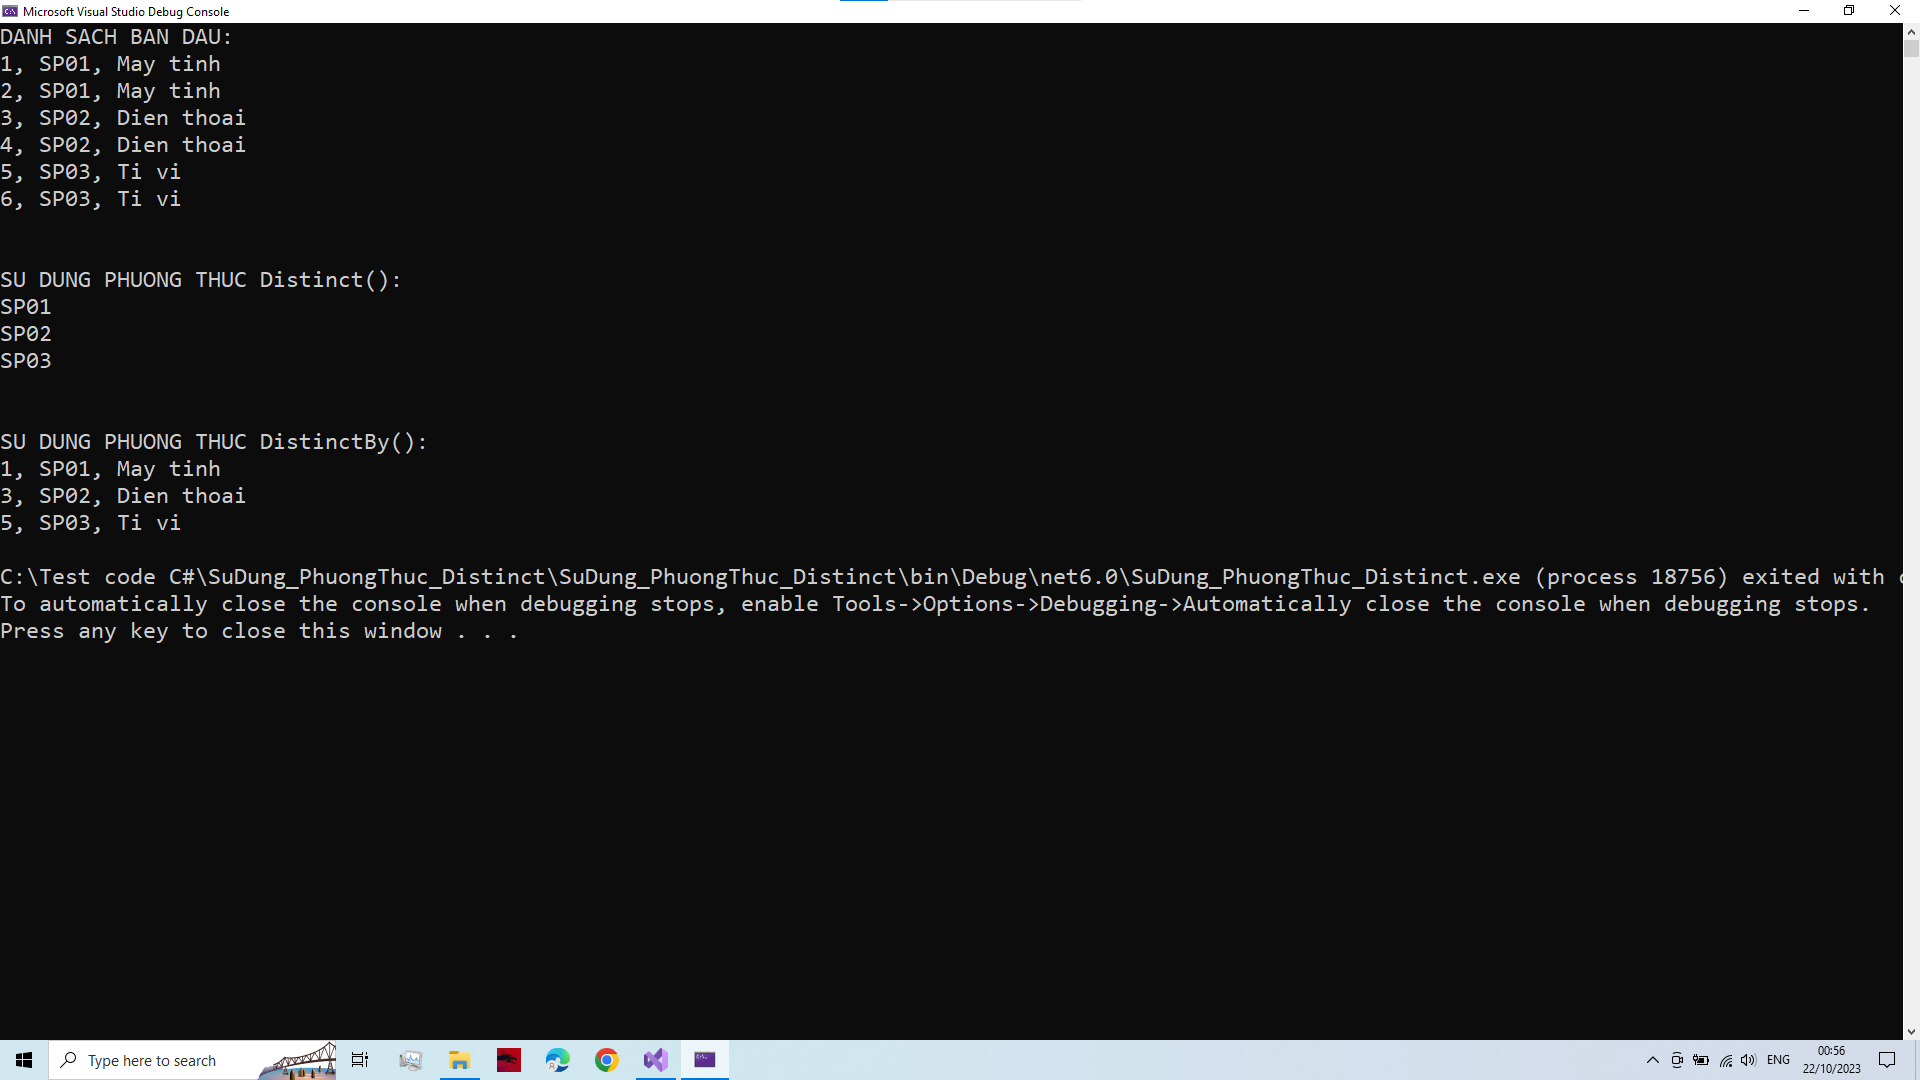 Microsoft Visual Studio Debug Console
DANH SACH BAN DAU:
1, SP01, May tinh
2, SP01, May tinh
3, SP02, Dien thoai
4, SP02, Dien thoai
5, SP03, Ti vi
6, SP03, Ti vi
SU DUNG PHUONG THUC Distinct():
SP01
SP02
SP03
SU DUNG PHUONG THUC DistinctBy():
1, SP01, May tinh
3, SP02, Dien thoai
5, SP03, Ti vi
C:\Test code C#\SuDung_PhuongThuc_Distinct\SuDung_PhuongThuc_Distinct\bin\Debug\net6.0\SuDung_PhuongThuc_Distinct.exe (process 18756) exited with
To automatically close the console when debugging stops, enable Tools->Options->Debugging->Automatically close the console when debugging stops.
Press any key to close this window . . .
Type here to search
ENG
00:56
22/10/2023